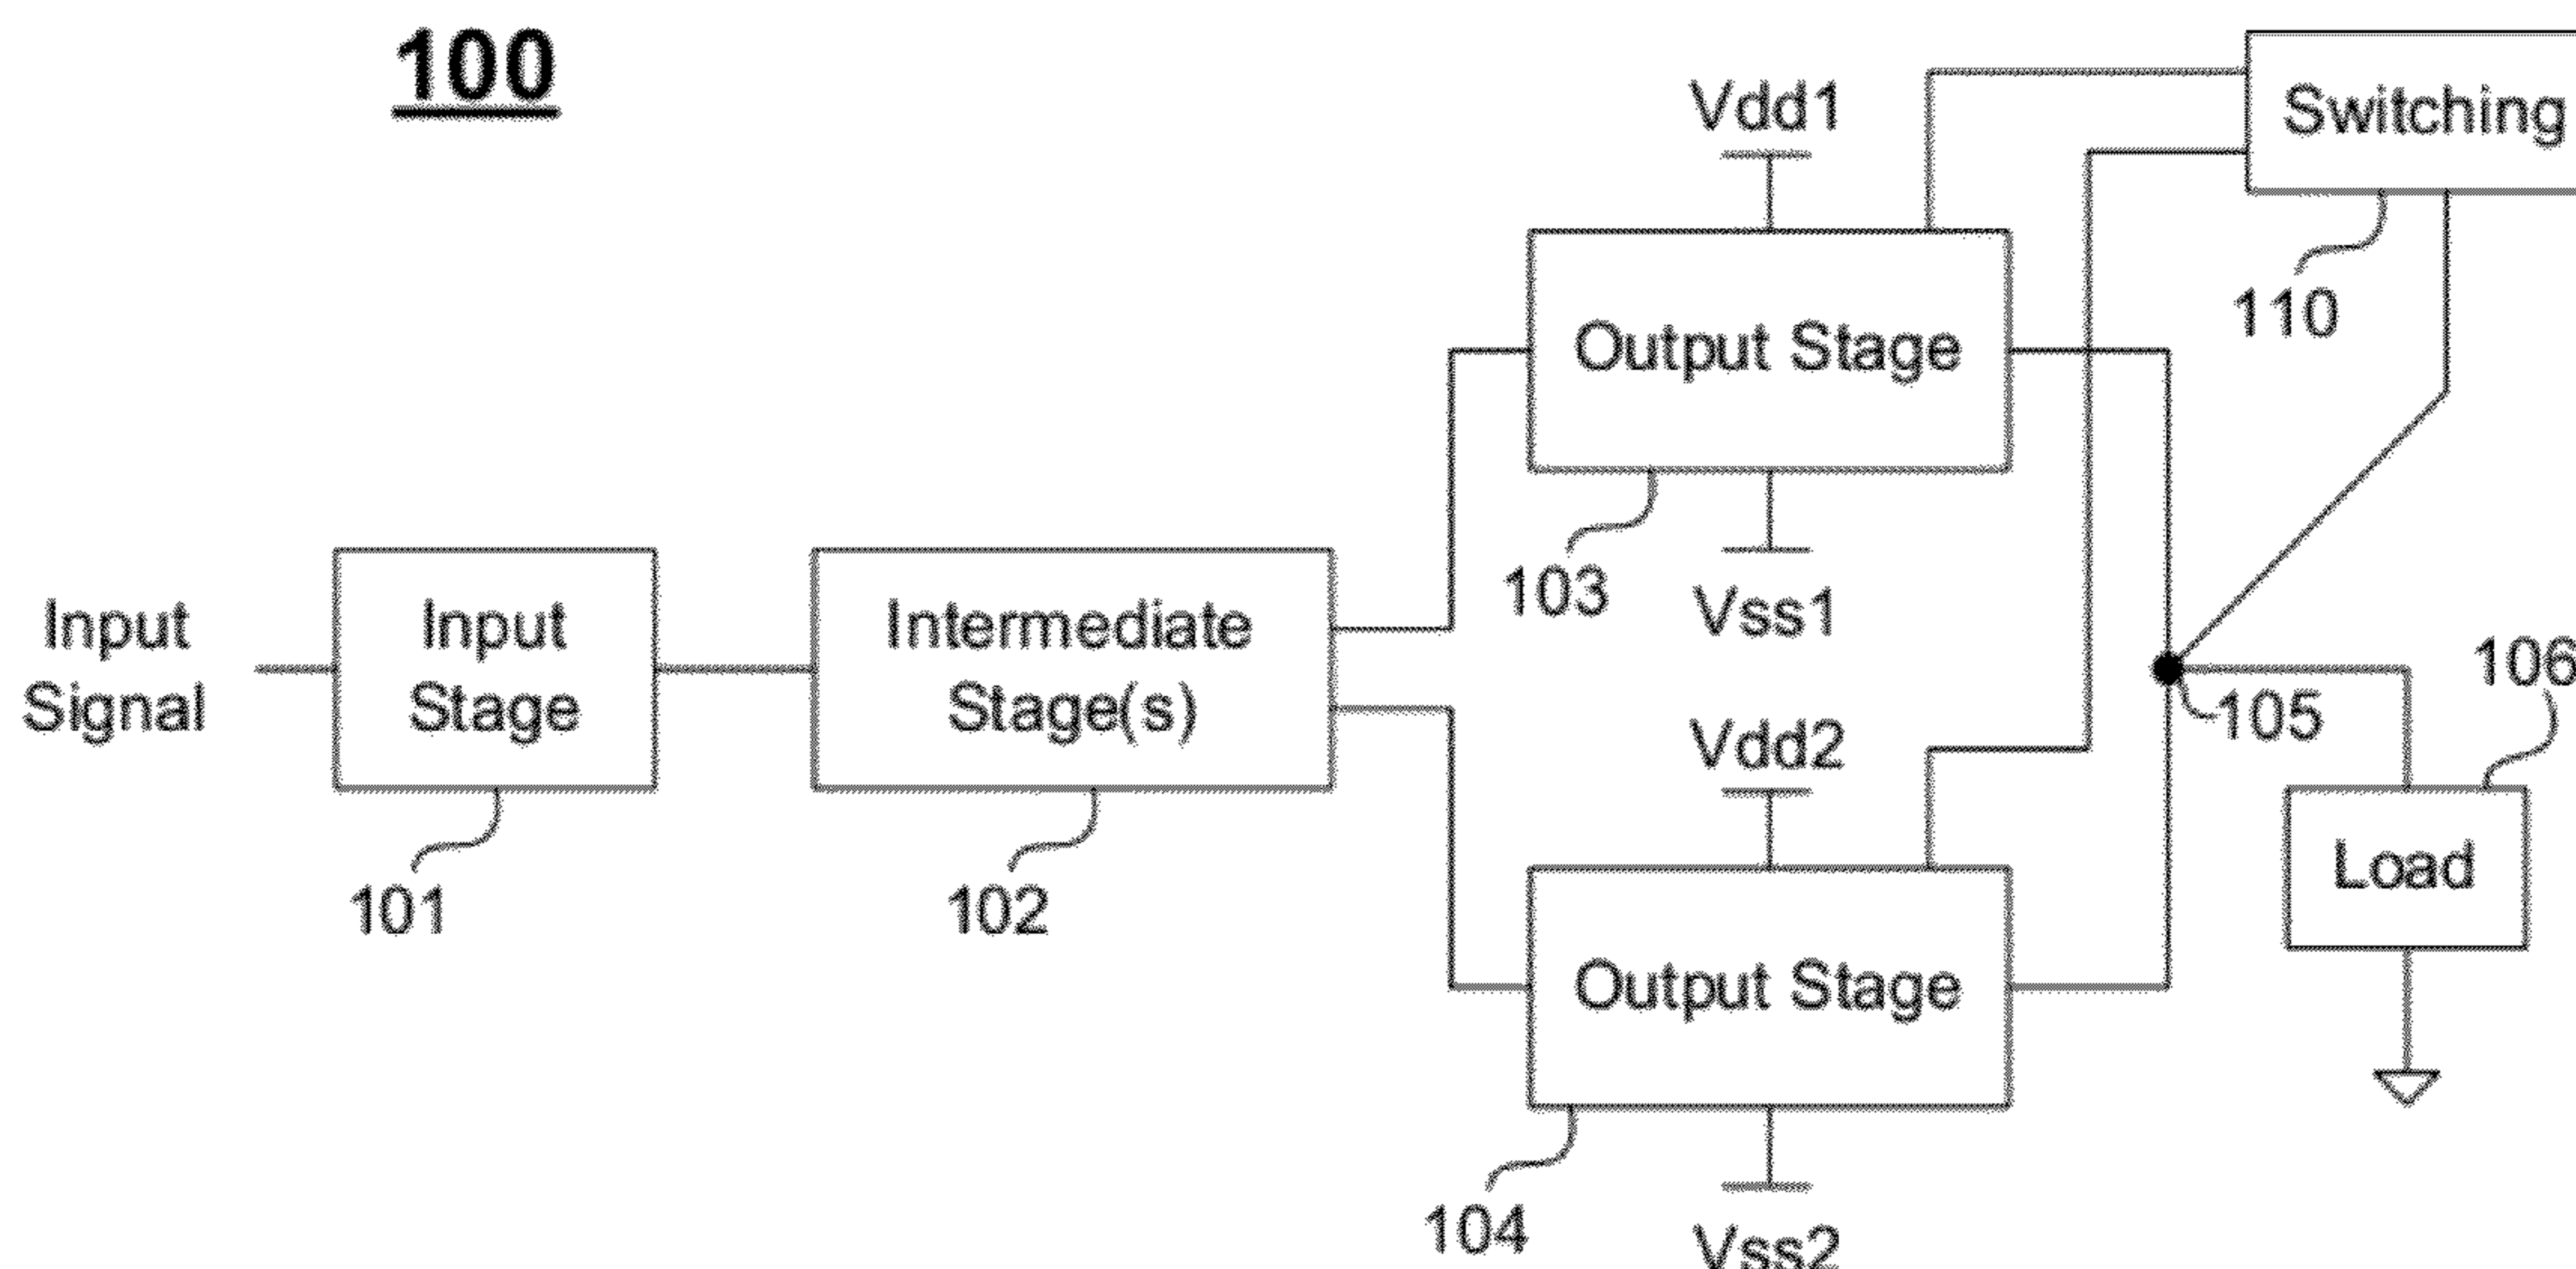 100
Vdd1
Switching
110
Output Stage
103
Vss1
Input
Signal
Input
Stage
101
Intermediate
Stage(s)
102
105
106
Vdd2
Load
Output Stage
104
Vss2